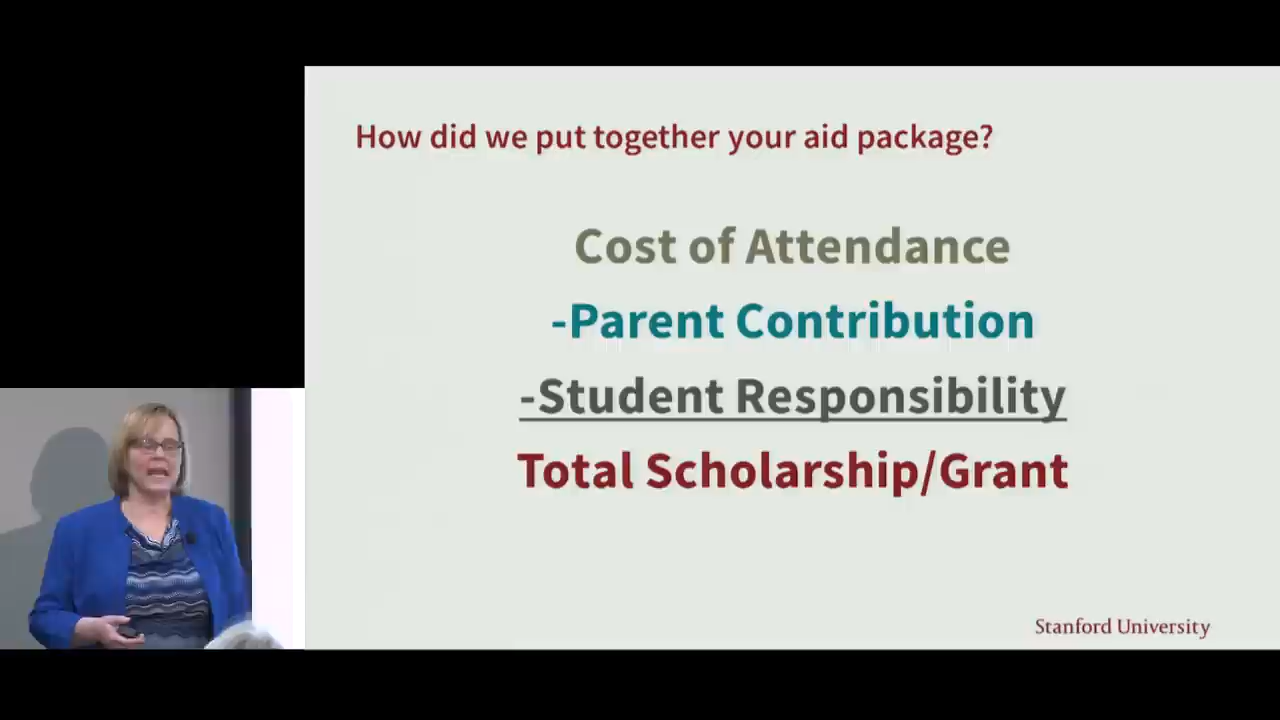 How did we put together your aid package?
Cost of Attendance
-Parent Contribution
-Student Responsibility
Total Scholarship/Grant
Stanford University